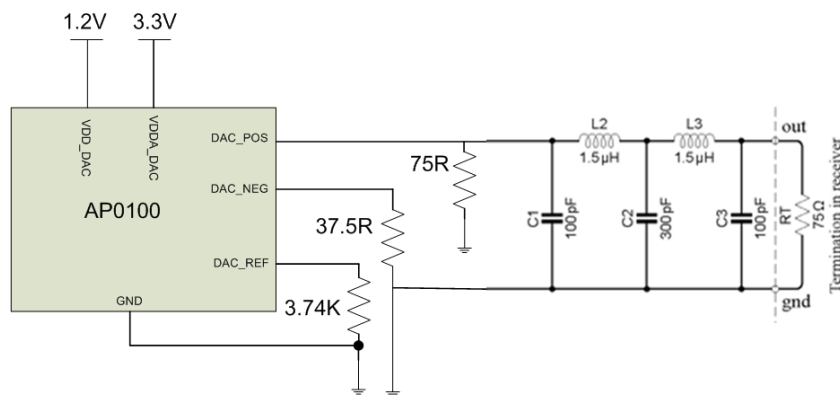 1.2V
3.3V
VDD_DAC
VDDA_DAC
DAC_POS
DAC_NEG
DAC_REF
AP0100
GND
75R
37.5R
3.74K
L2
1.5µH
L3
1.5µH
C1
100pF
C2
300pF
C3
100pF
out
gnd
RT
75Ω
Termination in receiver